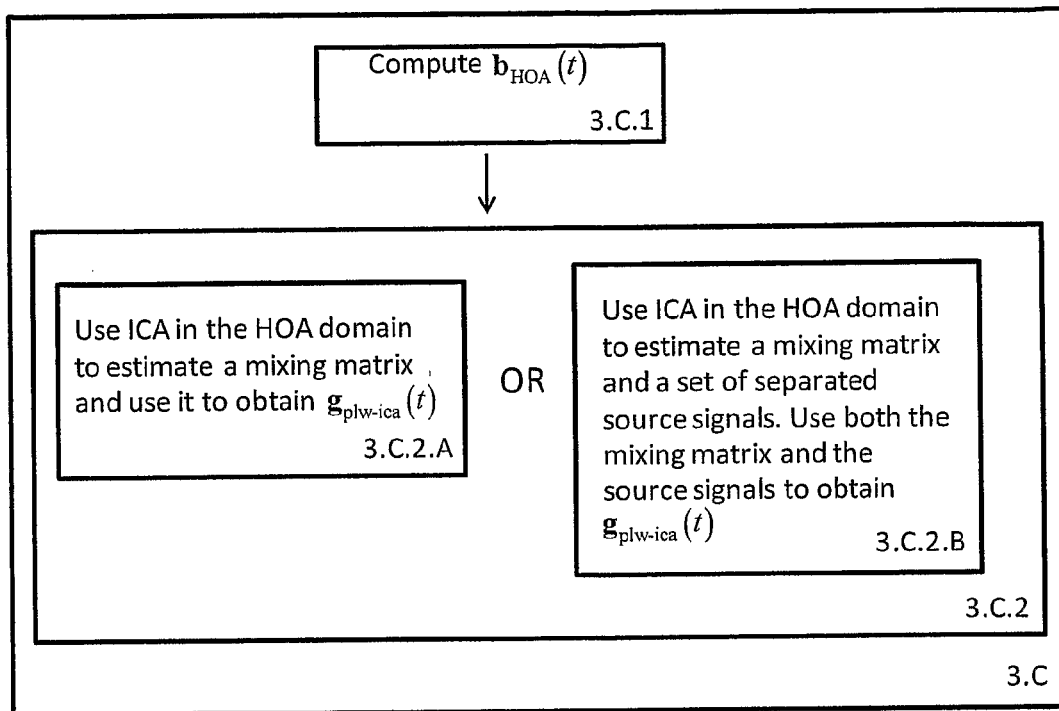 Compute b_HOA(t)
3.C.1
Use ICA in the HOA domain
to estimate a mixing matrix
and use it to obtain g_plw-ica(t)
3.C.2.A
OR
Use ICA in the HOA domain
to estimate a mixing matrix
and a set of separated
source signals. Use both the
mixing matrix and the
source signals to obtain
g_plw-ica(t)
3.C.2.B
3.C.2
3.C